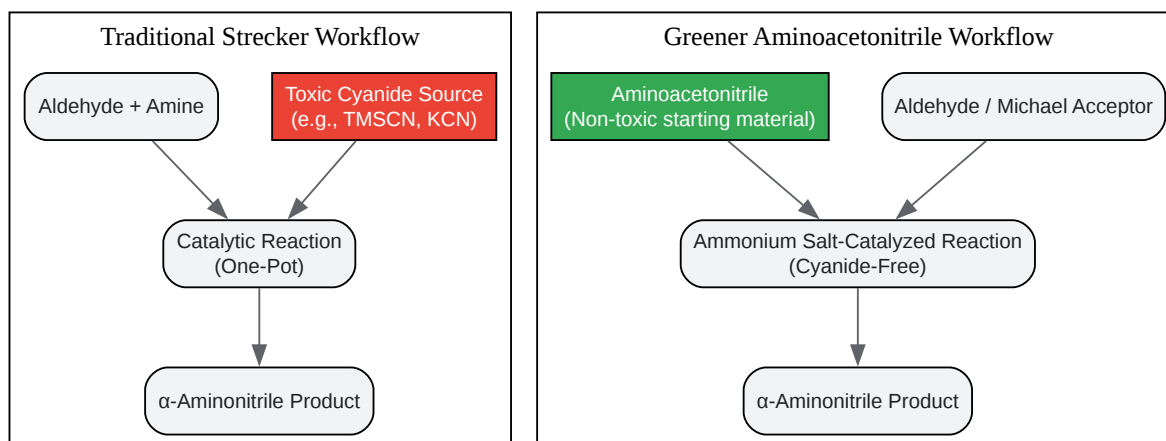 Traditional Strecker Workflow
Aldehyde + Amine
Toxic Cyanide Source
(e.g., TMSCN, KCN)
Catalytic Reaction
(One-Pot)
α-Aminonitrile Product
Greener Aminoacetonitrile Workflow
Aminoacetonitrile
(Non-toxic starting material)
Aldehyde / Michael Acceptor
Ammonium Salt-Catalyzed Reaction
(Cyanide-Free)
α-Aminonitrile Product